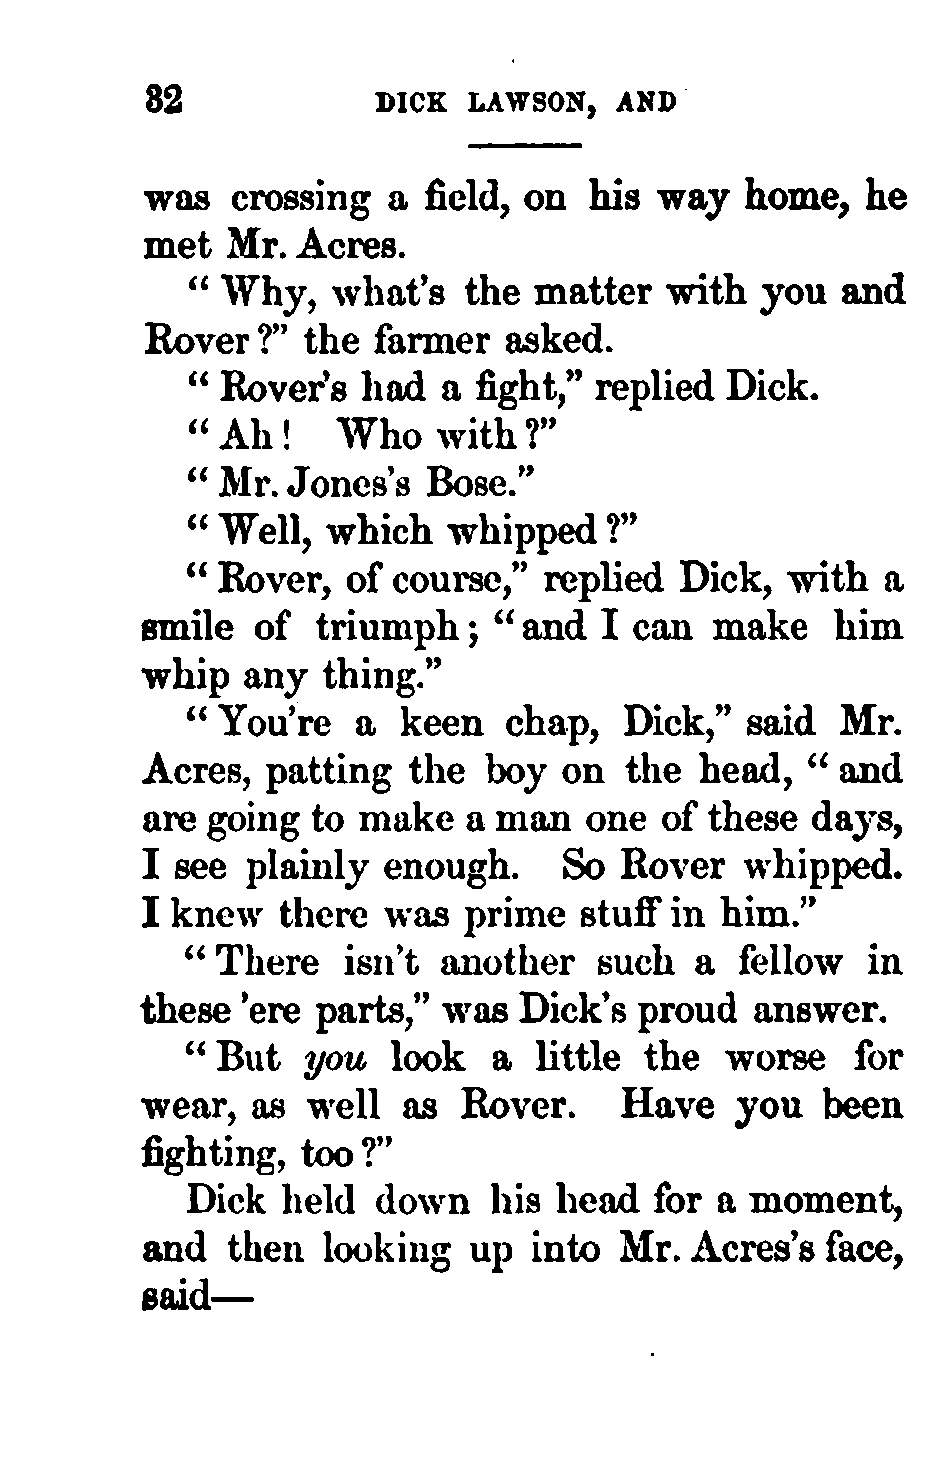 32 DICK LAWSON, AND
was crossing a field, on his way home, he
met Mr. Acres.
“ Why, what’s the matter with you and
Rover ?” the farmer asked.
“ Rover’s had a fight,” replied Dick.
“ Ah ! Who with ?”
“ Mr. Jones’s Bose.”
“ Well, which whipped ?”
“ Rover, of course,” replied Dick, with a
smile of triumph ; “ and I can make him
whip any thing.”
“ You’re a keen chap, Dick,” said Mr.
Acres, patting the boy on the head, “ and
are going to make a man one of these days,
I see plainly enough. So Rover whipped.
I knew there was prime stuff in him.”
“ There isn’t another such a fellow in
these ’ere parts,” was Dick’s proud answer.
“ But you look a little the worse for
wear, as well as Rover. Have you been
fighting, too ?”
Dick held down his head for a moment,
and then looking up into Mr. Acres’s face,
said—